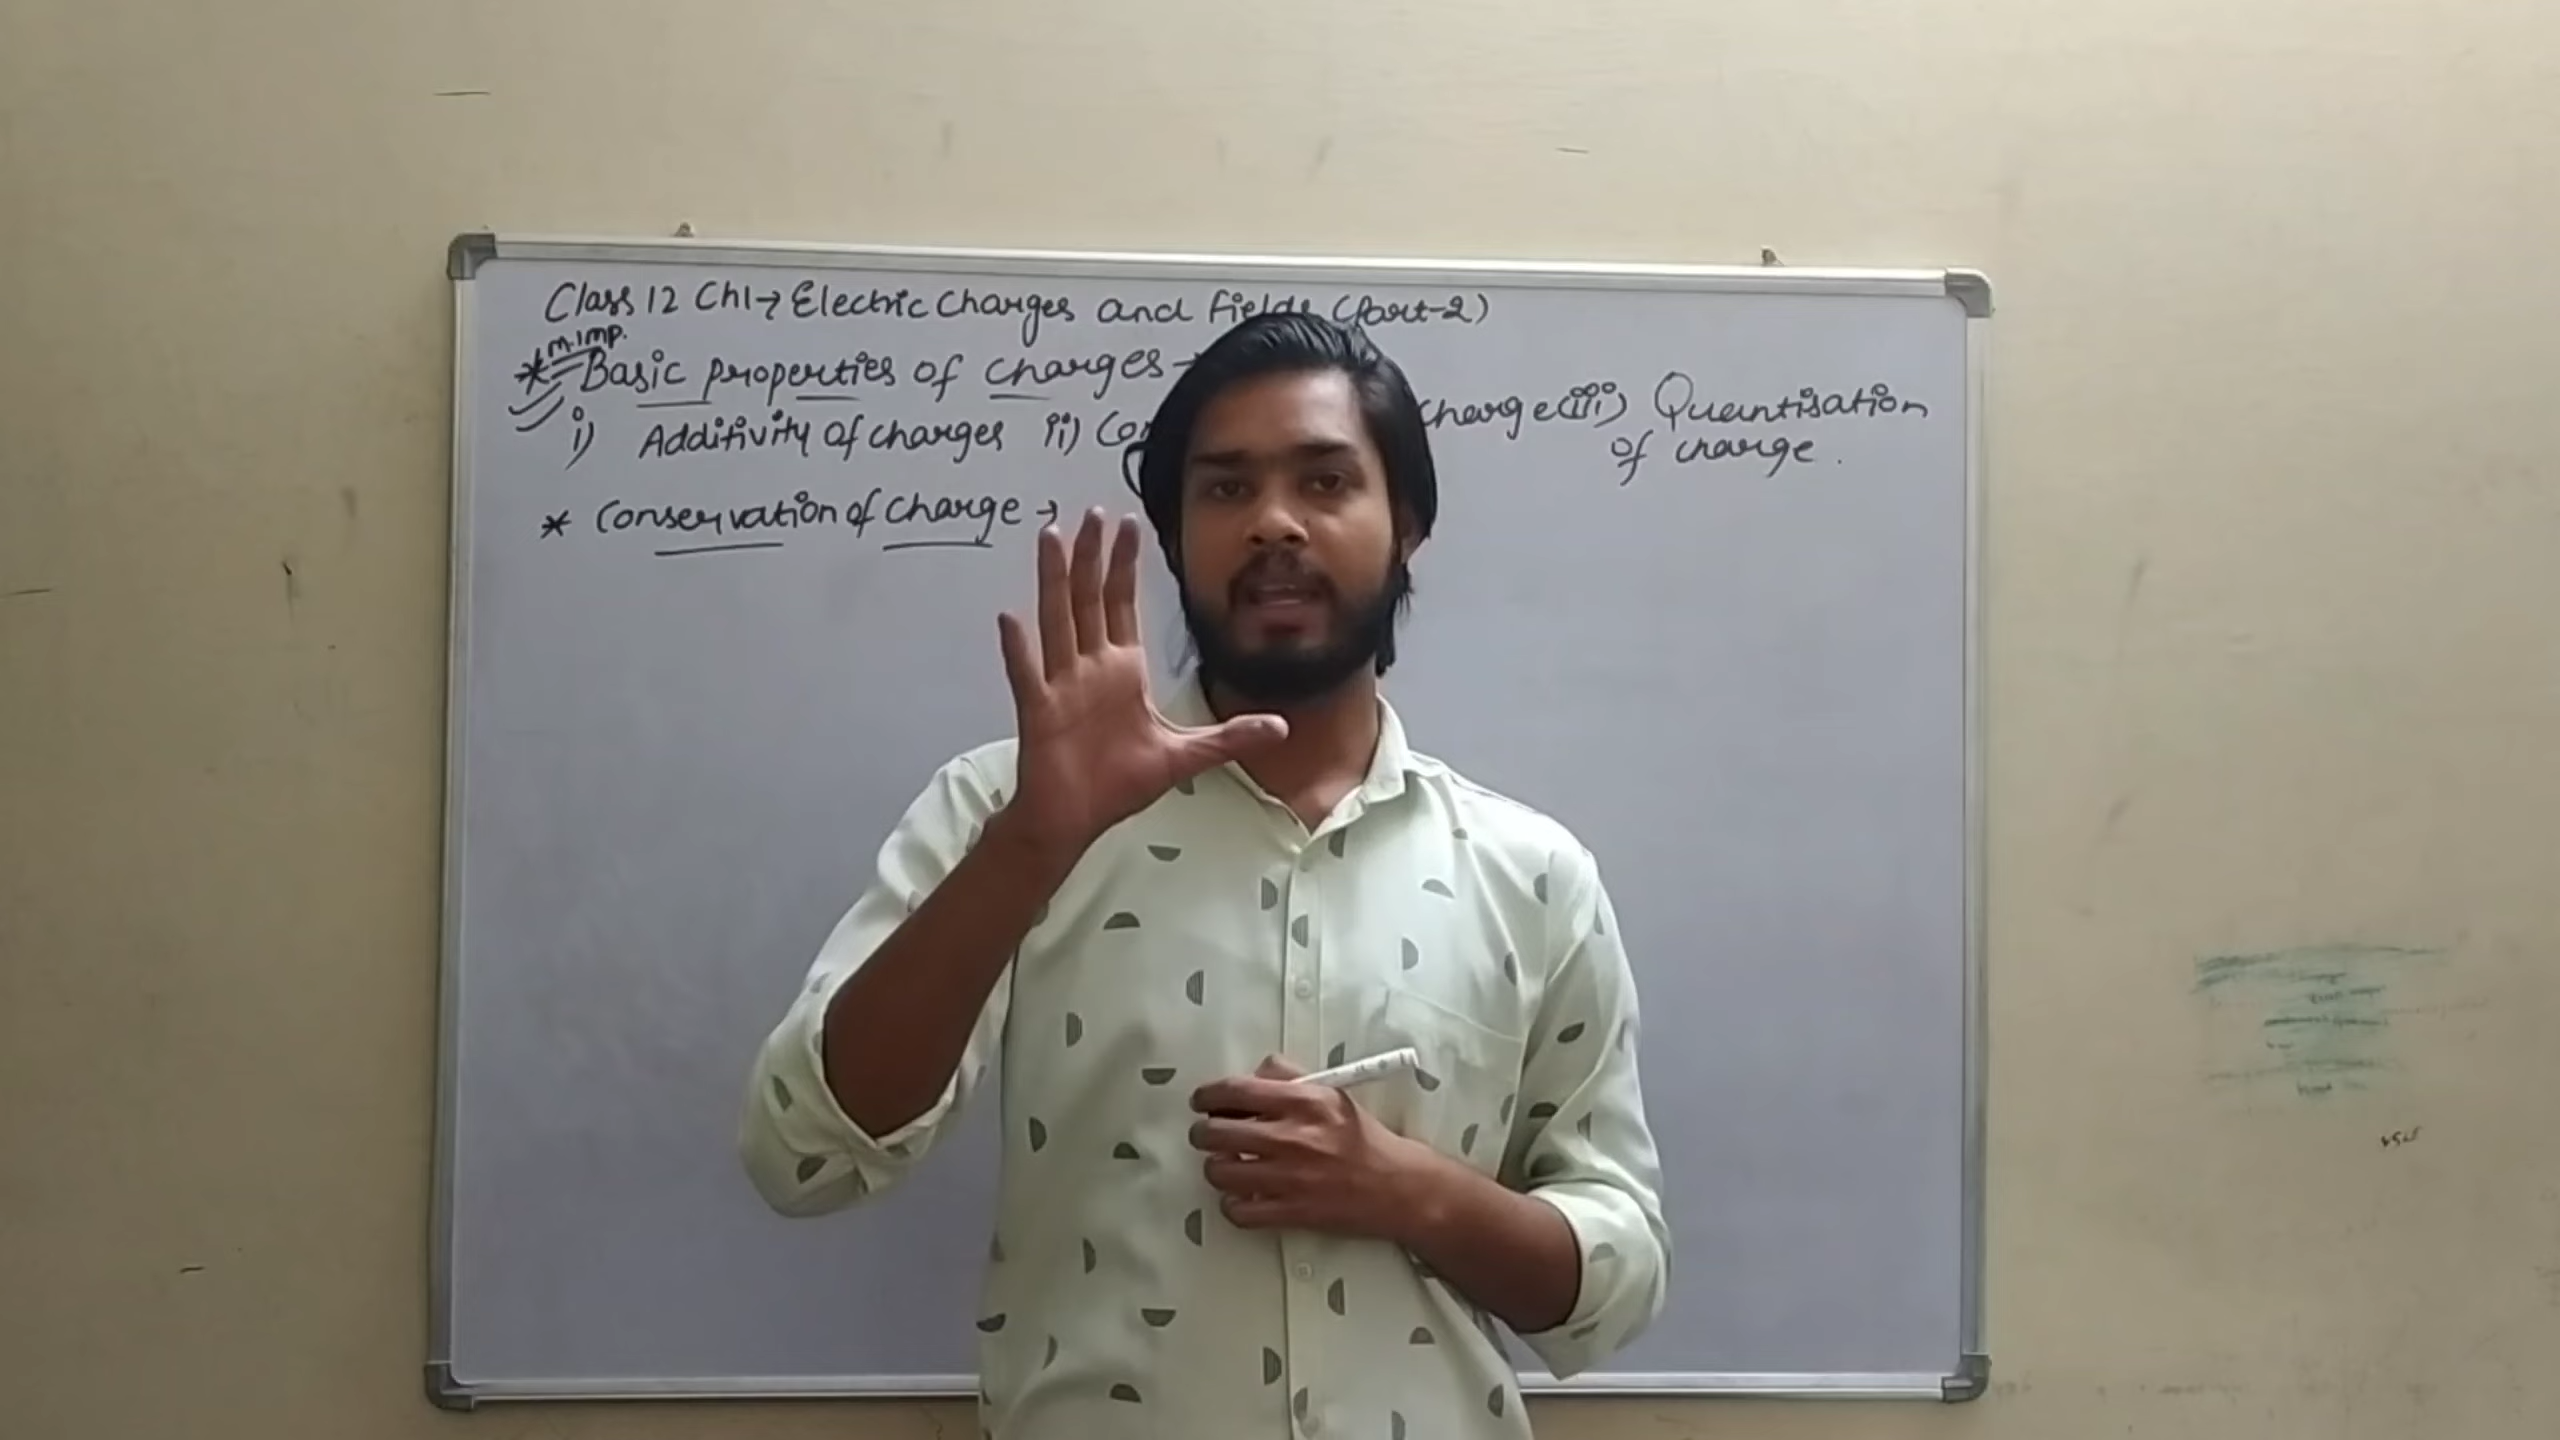 Class 12 Ch1→ Electric Charges and Fields (Part-2)
m.imp.
* Basic properties of charges →
i) Additivity of charges ii) Con charge iii) Quantisation
of charge.
* Conservation of charge →